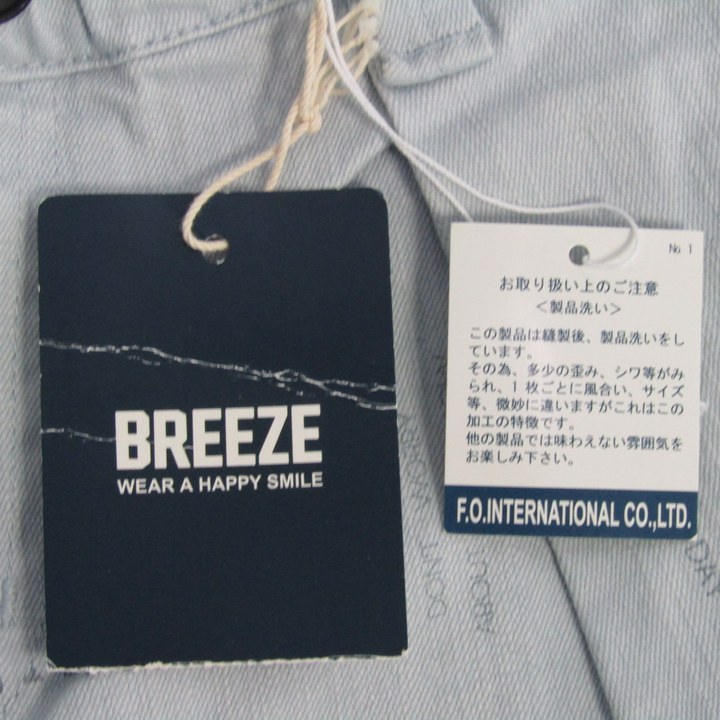 BREEZE
WEAR A HAPPY SMILE
No 1
お取り扱い上のご注意
＜製品洗い＞
この製品は縫製後、製品洗いをし
ています。
その為、多少の歪み、シワ等がみ
られ、1枚ごとに風合い、サイズ
等、微妙に違いますがこれはこの
加工の特徴です。
他の製品では味わえない雰囲気を
お楽しみ下さい。
F.O.INTERNATIONAL CO.,LTD.